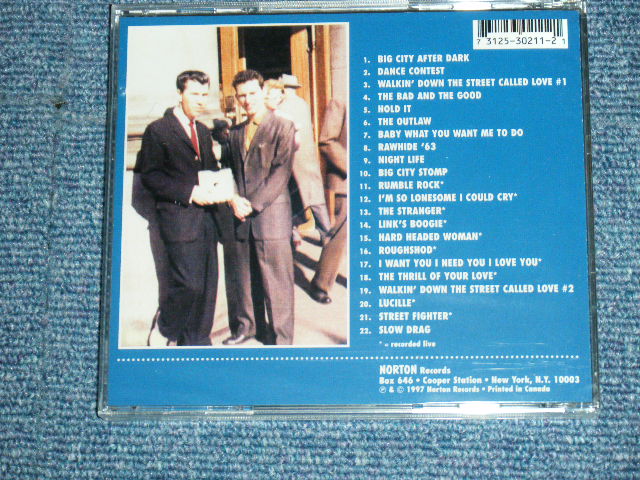 7 3125-30211-2 1
1. BIG CITY AFTER DARK
2. DANCE CONTEST
3. WALKIN' DOWN THE STREET CALLED LOVE #1
4. THE BAD AND THE GOOD
5. HOLD IT
6. THE OUTLAW
7. BABY WHAT YOU WANT ME TO DO
8. RAWHIDE '63
9. NIGHT LIFE
10. BIG CITY STOMP
11. RUMBLE ROCK*
12. I'M SO LONESOME I COULD CRY*
13. THE STRANGER*
14. LINK'S BOOGIE*
15. HARD HEADED WOMAN*
16. ROUGHSHOD*
17. I WANT YOU I NEED YOU I LOVE YOU*
18. THE THRILL OF YOUR LOVE*
19. WALKIN' DOWN THE STREET CALLED LOVE #2
20. LUCILLE*
21. STREET FIGHTER*
22. SLOW DRAG
* = recorded live
NORTON Records
Box 646 • Cooper Station • New York, N.Y. 10003
℗ & © 1997 Norton Records • Printed in Canada